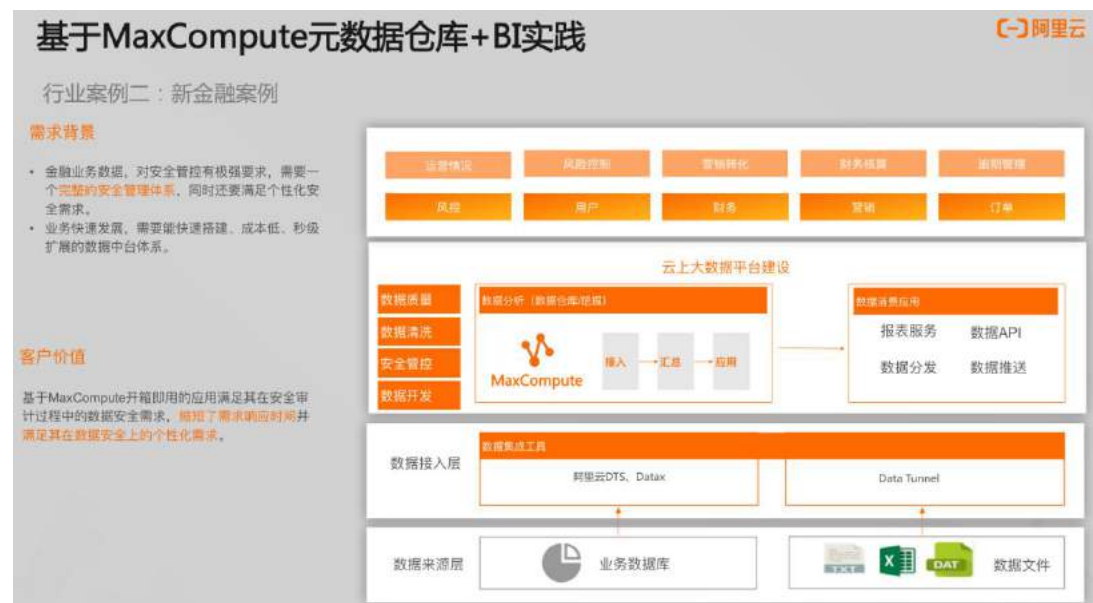 基于MaxCompute元数据仓库+BI实践
阿里云
行业案例二：新金融案例
需求背景
• 金融业务数据，对安全管控有极强要求，需要一
个完整的安全管理体系，同时还要满足个性化安
全需求。
• 业务快速发展，需要能快速搭建、成本低、秒级
扩展的数据中台体系。
客户价值
基于MaxCompute开箱即用的应用满足其在安全审
计过程中的数据安全需求，缩短了需求响应时间并
满足其在数据安全上的个性化需求。
运营情况 风险控制 营销转化 财务核算 逾期管理
风控 用户 财务 营销 订单
云上大数据平台建设
数据质量
数据清洗
安全管控
数据开发
数据分析（数据仓库/挖掘）
MaxCompute
接入 汇总 应用
数据消费应用
报表服务 数据API
数据分发 数据推送
数据接入层
数据集成工具
阿里云DTS、Datax
Data Tunnel
数据来源层
业务数据库
TXT
X
DAT
数据文件